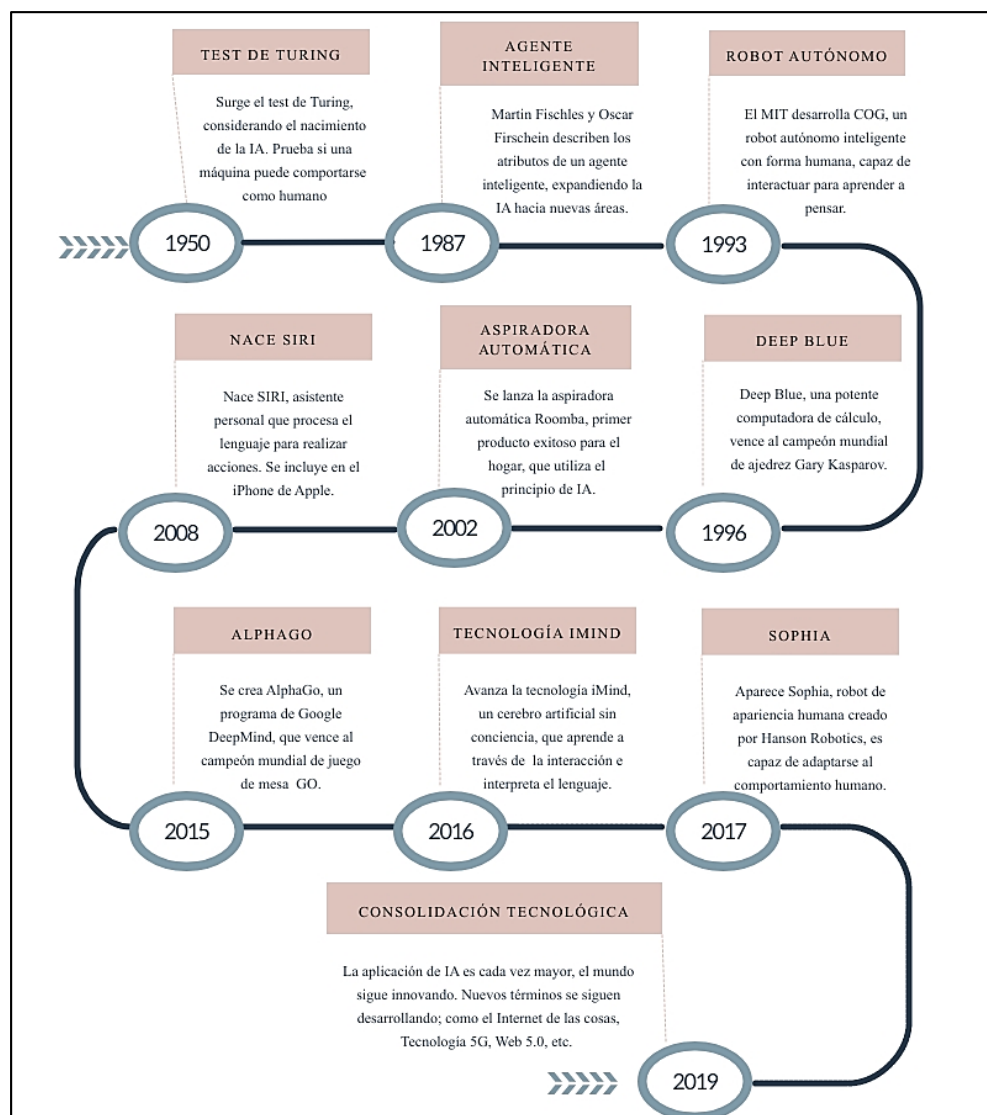 TEST DE TURING
Surge el test de Turing,
considerando el nacimiento
de la IA. Prueba si una
máquina puede comportarse
como humano
1950
AGENTE
INTELIGENTE
Martin Fischles y Oscar
Firschein describen los
atributos de un agente
inteligente, expandiendo la
IA hacia nuevas áreas.
1987
ROBOT AUTÓNOMO
El MIT desarrolla COG, un
robot autónomo inteligente
con forma humana, capaz de
interactuar para aprender a
pensar.
1993
DEEP BLUE
Deep Blue, una potente
computadora de cálculo,
vence al campeón mundial
de ajedrez Gary Kasparov.
1996
ASPIRADORA
AUTOMÁTICA
Se lanza la aspiradora
automática Roomba, primer
producto exitoso para el
hogar, que utiliza el
principio de IA.
2002
NACE SIRI
Nace SIRI, asistente
personal que procesa el
lenguaje para realizar
acciones. Se incluye en el
iPhone de Apple.
2008
ALPHAGO
Se crea AlphaGo, un
programa de Google
DeepMind, que vence al
campeón mundial de juego
de mesa GO.
2015
TECNOLOGÍA IMIND
Avanza la tecnología iMind,
un cerebro artificial sin
conciencia, que aprende a
través de la interacción e
interpreta el lenguaje.
2016
SOPHIA
Aparece Sophia, robot de
apariencia humana creado
por Hanson Robotics, es
capaz de adaptarse al
comportamiento humano.
2017
CONSOLIDACIÓN TECNOLÓGICA
La aplicación de IA es cada vez mayor, el mundo
sigue innovando. Nuevos términos se siguen
desarrollando; como el Internet de las cosas,
Tecnología 5G, Web 5.0, etc.
2019